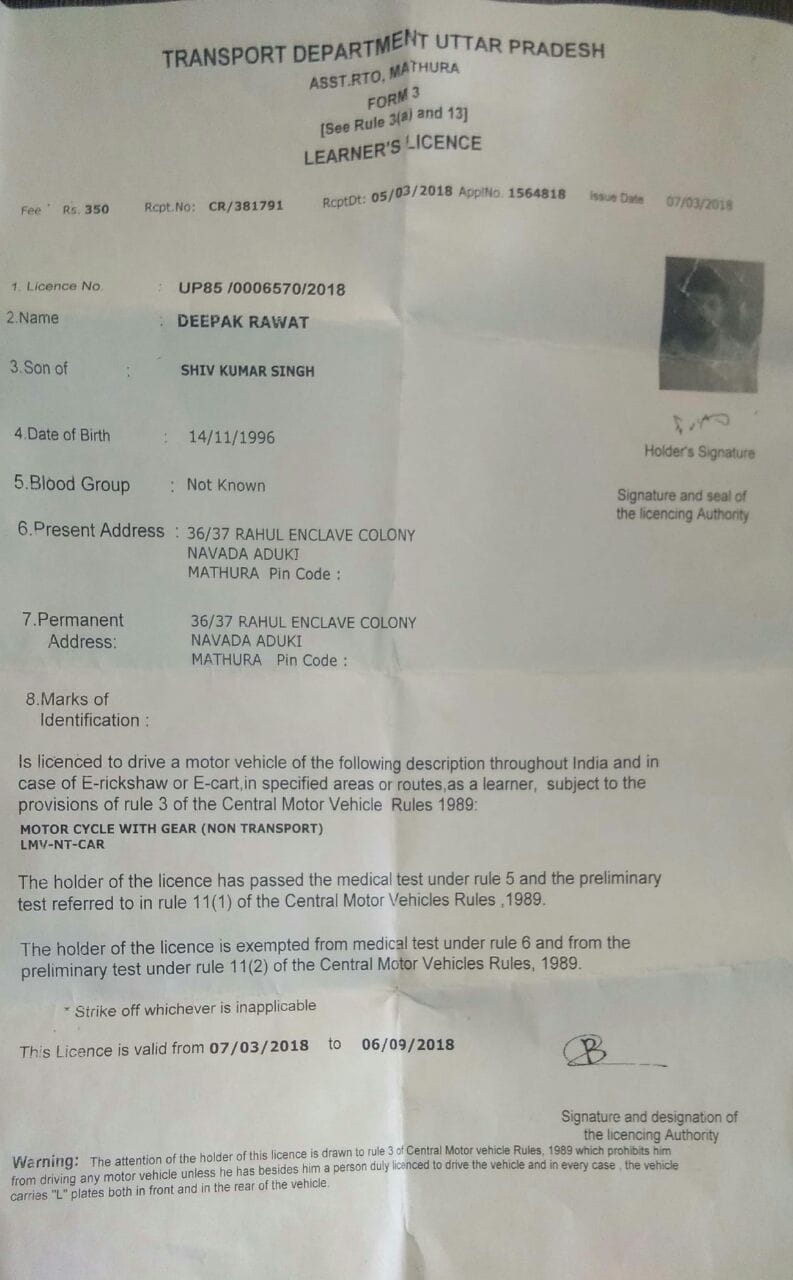 TRANSPORT DEPARTMENT UTTAR PRADESH
ASST.RTO, MATHURA
FORM 3
[See Rule 3(a) and 13]
LEARNER'S LICENCE
Fee Rs. 350 Rcpt.No: CR/381791 RcptDt: 05/03/2018 ApplNo. 1564818 Issue Date 07/03/2018
1. Licence No : UP85 /0006570/2018
2.Name : DEEPAK RAWAT
3.Son of : SHIV KUMAR SINGH
4.Date of Birth : 14/11/1996
Holder's Signature
5.Blood Group : Not Known
Signature and seal of
the licencing Authority
6.Present Address : 36/37 RAHUL ENCLAVE COLONY
NAVADA ADUKI
MATHURA Pin Code :
7.Permanent 36/37 RAHUL ENCLAVE COLONY
Address: NAVADA ADUKI
MATHURA Pin Code :
8.Marks of
Identification :
Is licenced to drive a motor vehicle of the following description throughout India and in
case of E-rickshaw or E-cart,in specified areas or routes,as a learner, subject to the
provisions of rule 3 of the Central Motor Vehicle Rules 1989:
MOTOR CYCLE WITH GEAR (NON TRANSPORT)
LMV-NT-CAR
The holder of the licence has passed the medical test under rule 5 and the preliminary
test referred to in rule 11(1) of the Central Motor Vehicles Rules ,1989.
The holder of the licence is exempted from medical test under rule 6 and from the
preliminary test under rule 11(2) of the Central Motor Vehicles Rules, 1989.
* Strike off whichever is inapplicable
This Licence is valid from 07/03/2018 to 06/09/2018
Signature and designation of
the licencing Authority
Warning: The attention of the holder of this licence is drawn to rule 3 of Central Motor vehicle Rules, 1989 which prohibits him
from driving any motor vehicle unless he has besides him a person duly licenced to drive the vehicle and in every case , the vehicle
carries "L" plates both in front and in the rear of the vehicle.